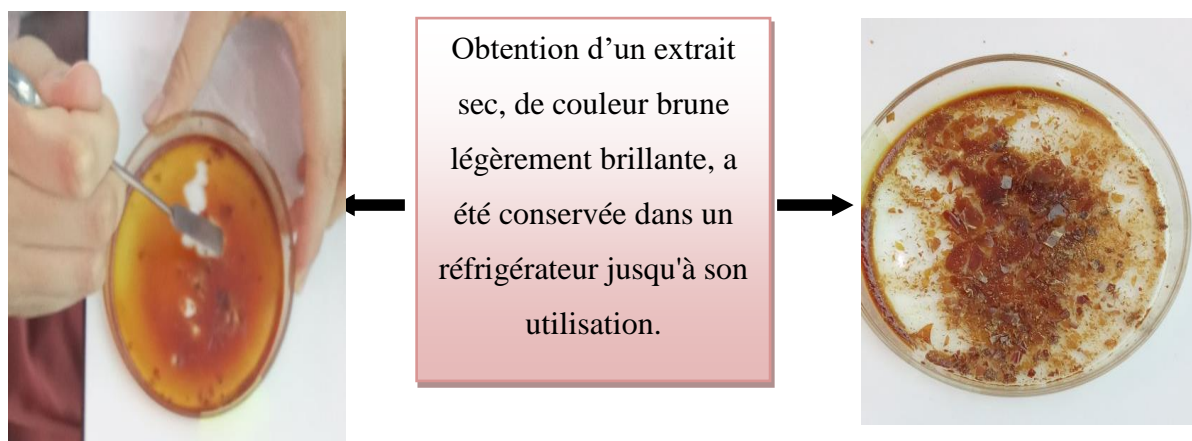 Obtention d’un extrait
sec, de couleur brune
légèrement brillante, a
été conservée dans un
réfrigérateur jusqu'à son
utilisation.